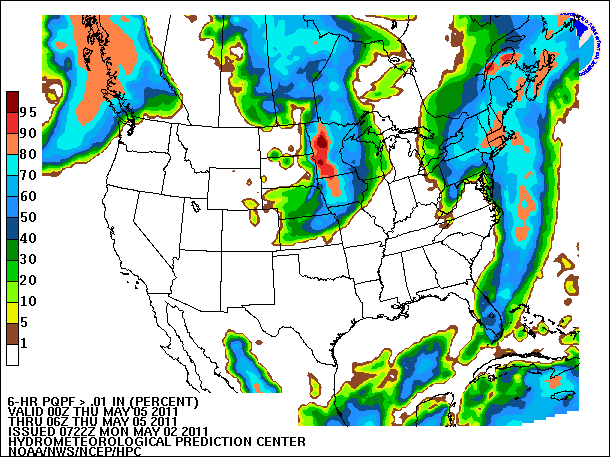 95
90
80
70
60
50
40
30
20
10
5
1
6-HR PQPF > .01 IN (PERCENT)
VALID 00Z THU MAY 05 2011
THRU 06Z THU MAY 05 2011
ISSUED 0722Z MON MAY 02 2011
HYDROMETEOROLOGICAL PREDICTION CENTER
NOAA/NWS/NCEP/HPC